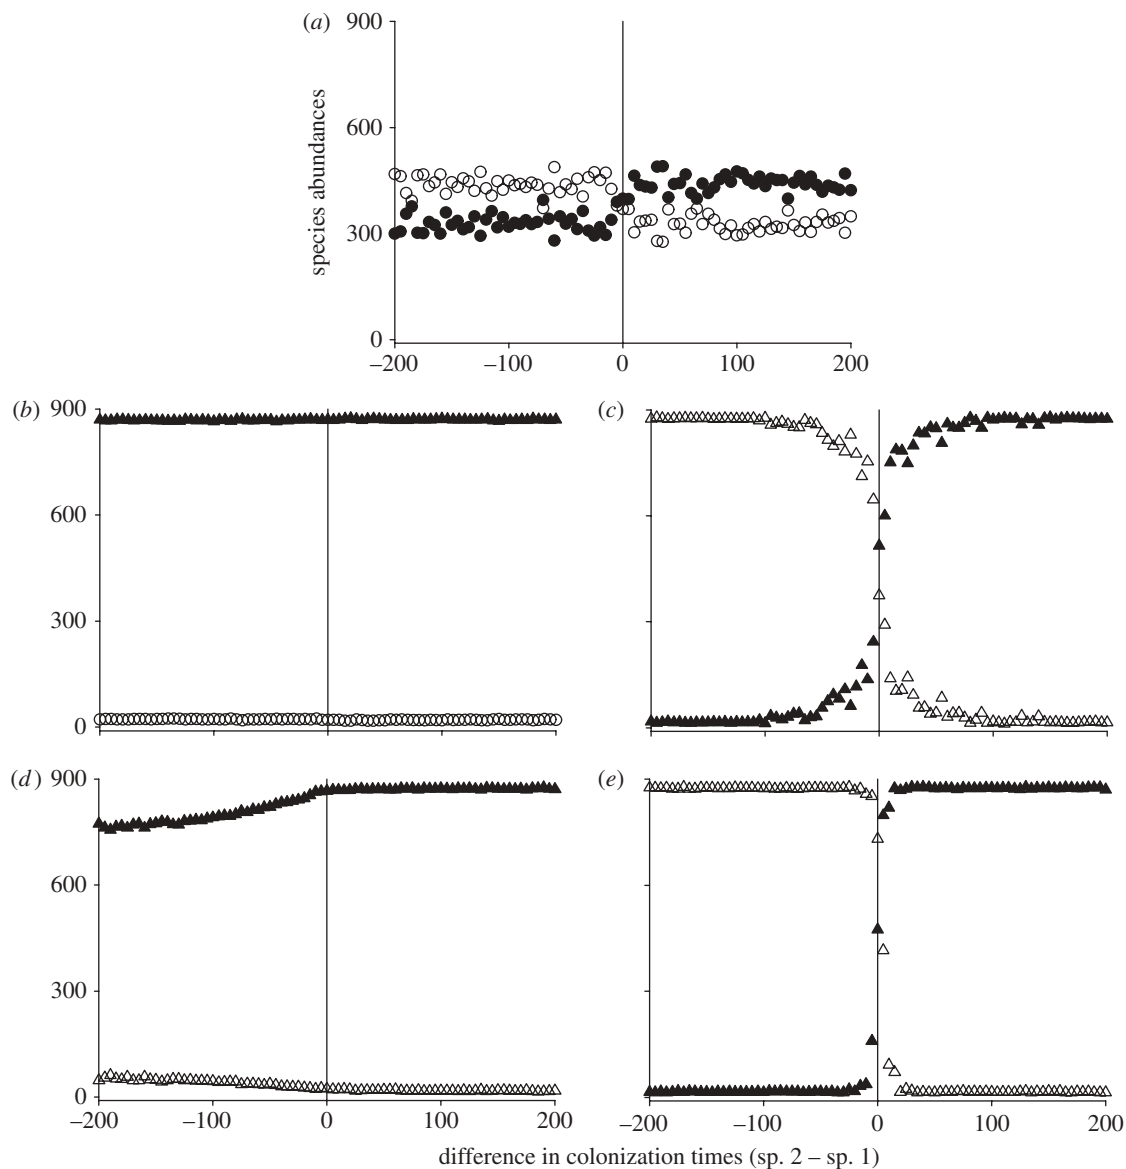 (a) 900
600
300
0
species abundances
–200 –100 0 100 200
(b) 900
600
300
0
(c)
(d) 900
600
300
0
–200 –100 0 100 200
(e)
–200 –100 0 100 200
difference in colonization times (sp. 2 – sp. 1)